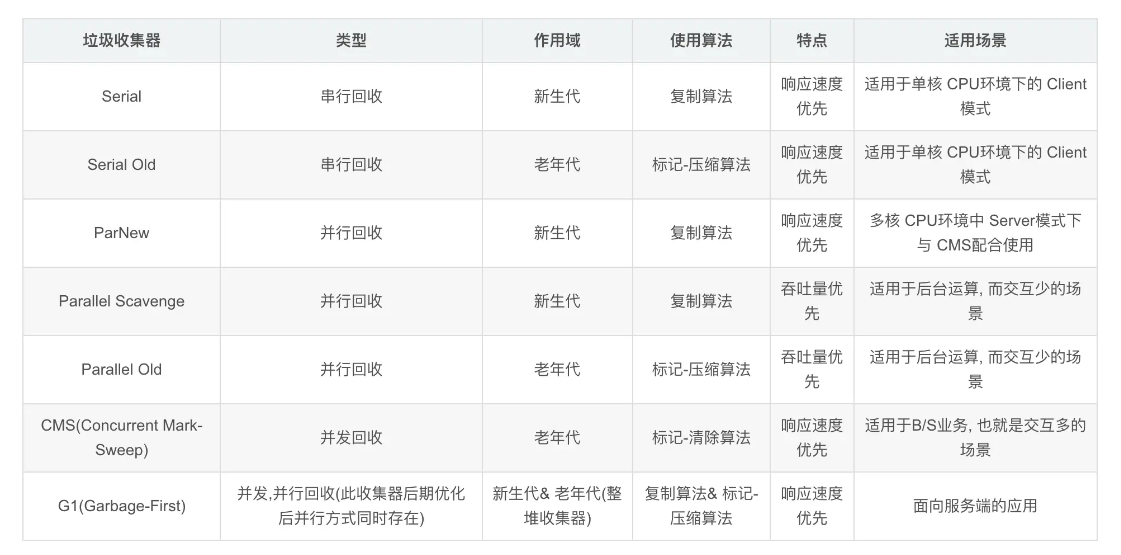 垃圾收集器 类型 作用域 使用算法 特点 适用场景
Serial 串行回收 新生代 复制算法 响应速度优先 适用于单核 CPU环境下的 Client模式
Serial Old 串行回收 老年代 标记-压缩算法 响应速度优先 适用于单核 CPU环境下的 Client模式
ParNew 并行回收 新生代 复制算法 响应速度优先 多核 CPU环境中 Server模式下与 CMS配合使用
Parallel Scavenge 并行回收 新生代 复制算法 吞吐量优先 适用于后台运算, 而交互少的场景
Parallel Old 并行回收 老年代 标记-压缩算法 吞吐量优先 适用于后台运算, 而交互少的场景
CMS(Concurrent Mark-Sweep) 并发回收 老年代 标记-清除算法 响应速度优先 适用于B/S业务, 也就是交互多的场景
G1(Garbage-First) 并发,并行回收(此收集器后期优化后并行方式同时存在) 新生代& 老年代(整堆收集器) 复制算法& 标记-压缩算法 响应速度优先 面向服务端的应用